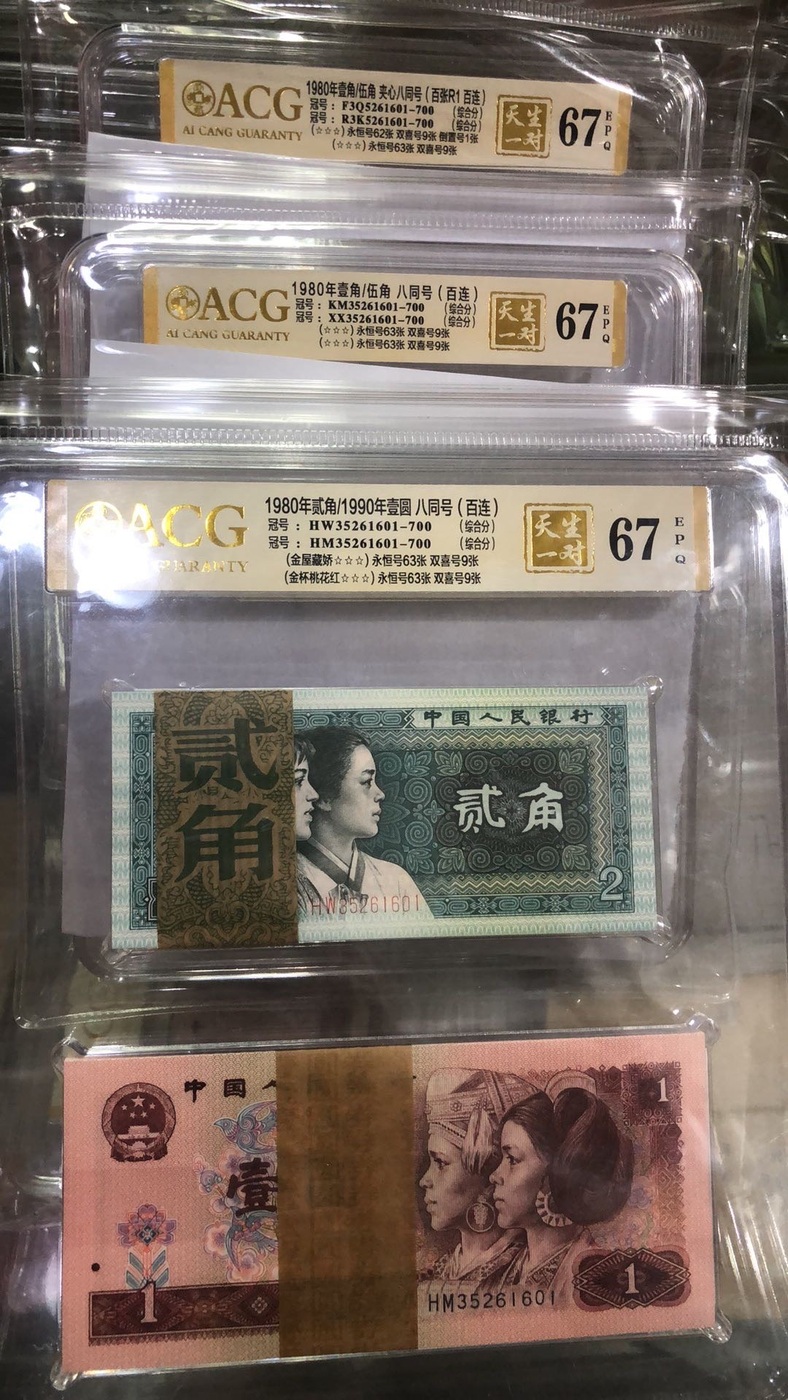 ACG
AI CANG GUARANTY
1980年壹角/伍角 夹心八同号(百张R1 百连)
冠号：F3Q5261601-700 (综合分)
冠号：R3K5261601-700 (综合分)
(☆☆☆) 永恒号62张 双喜号9张 倒置号1张
(☆☆☆) 永恒号63张 双喜号9张
天生一对
67
EPQ
ACG
AI CANG GUARANTY
1980年壹角/伍角 八同号(百连)
冠号：KM35261601-700 (综合分)
冠号：XX35261601-700 (综合分)
(☆☆☆) 永恒号63张 双喜号9张
(☆☆☆) 永恒号63张 双喜号9张
天生一对
67
EPQ
ACG
GUARANTY
1980年贰角/1990年壹圆 八同号(百连)
冠号：HW35261601-700 (综合分)
冠号：HM35261601-700 (综合分)
(金屋藏娇☆☆☆) 永恒号63张 双喜号9张
(金杯桃花红☆☆☆) 永恒号63张 双喜号9张
天生一对
67
EPQ
贰角
中国人民银行
贰角
2
HW35261601
中国人
1
壹
1
1
HM35261601